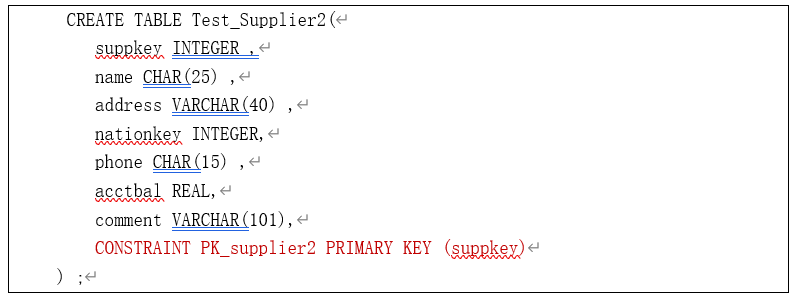 CREATE TABLE Test_Supplier2(↵
suppkey INTEGER ,↵
name CHAR(25) ,↵
address VARCHAR(40) ,↵
nationkey INTEGER,↵
phone CHAR(15) ,↵
acctbal REAL,↵
comment VARCHAR(101),↵
CONSTRAINT PK_supplier2 PRIMARY KEY (suppkey)↵
) ;↵